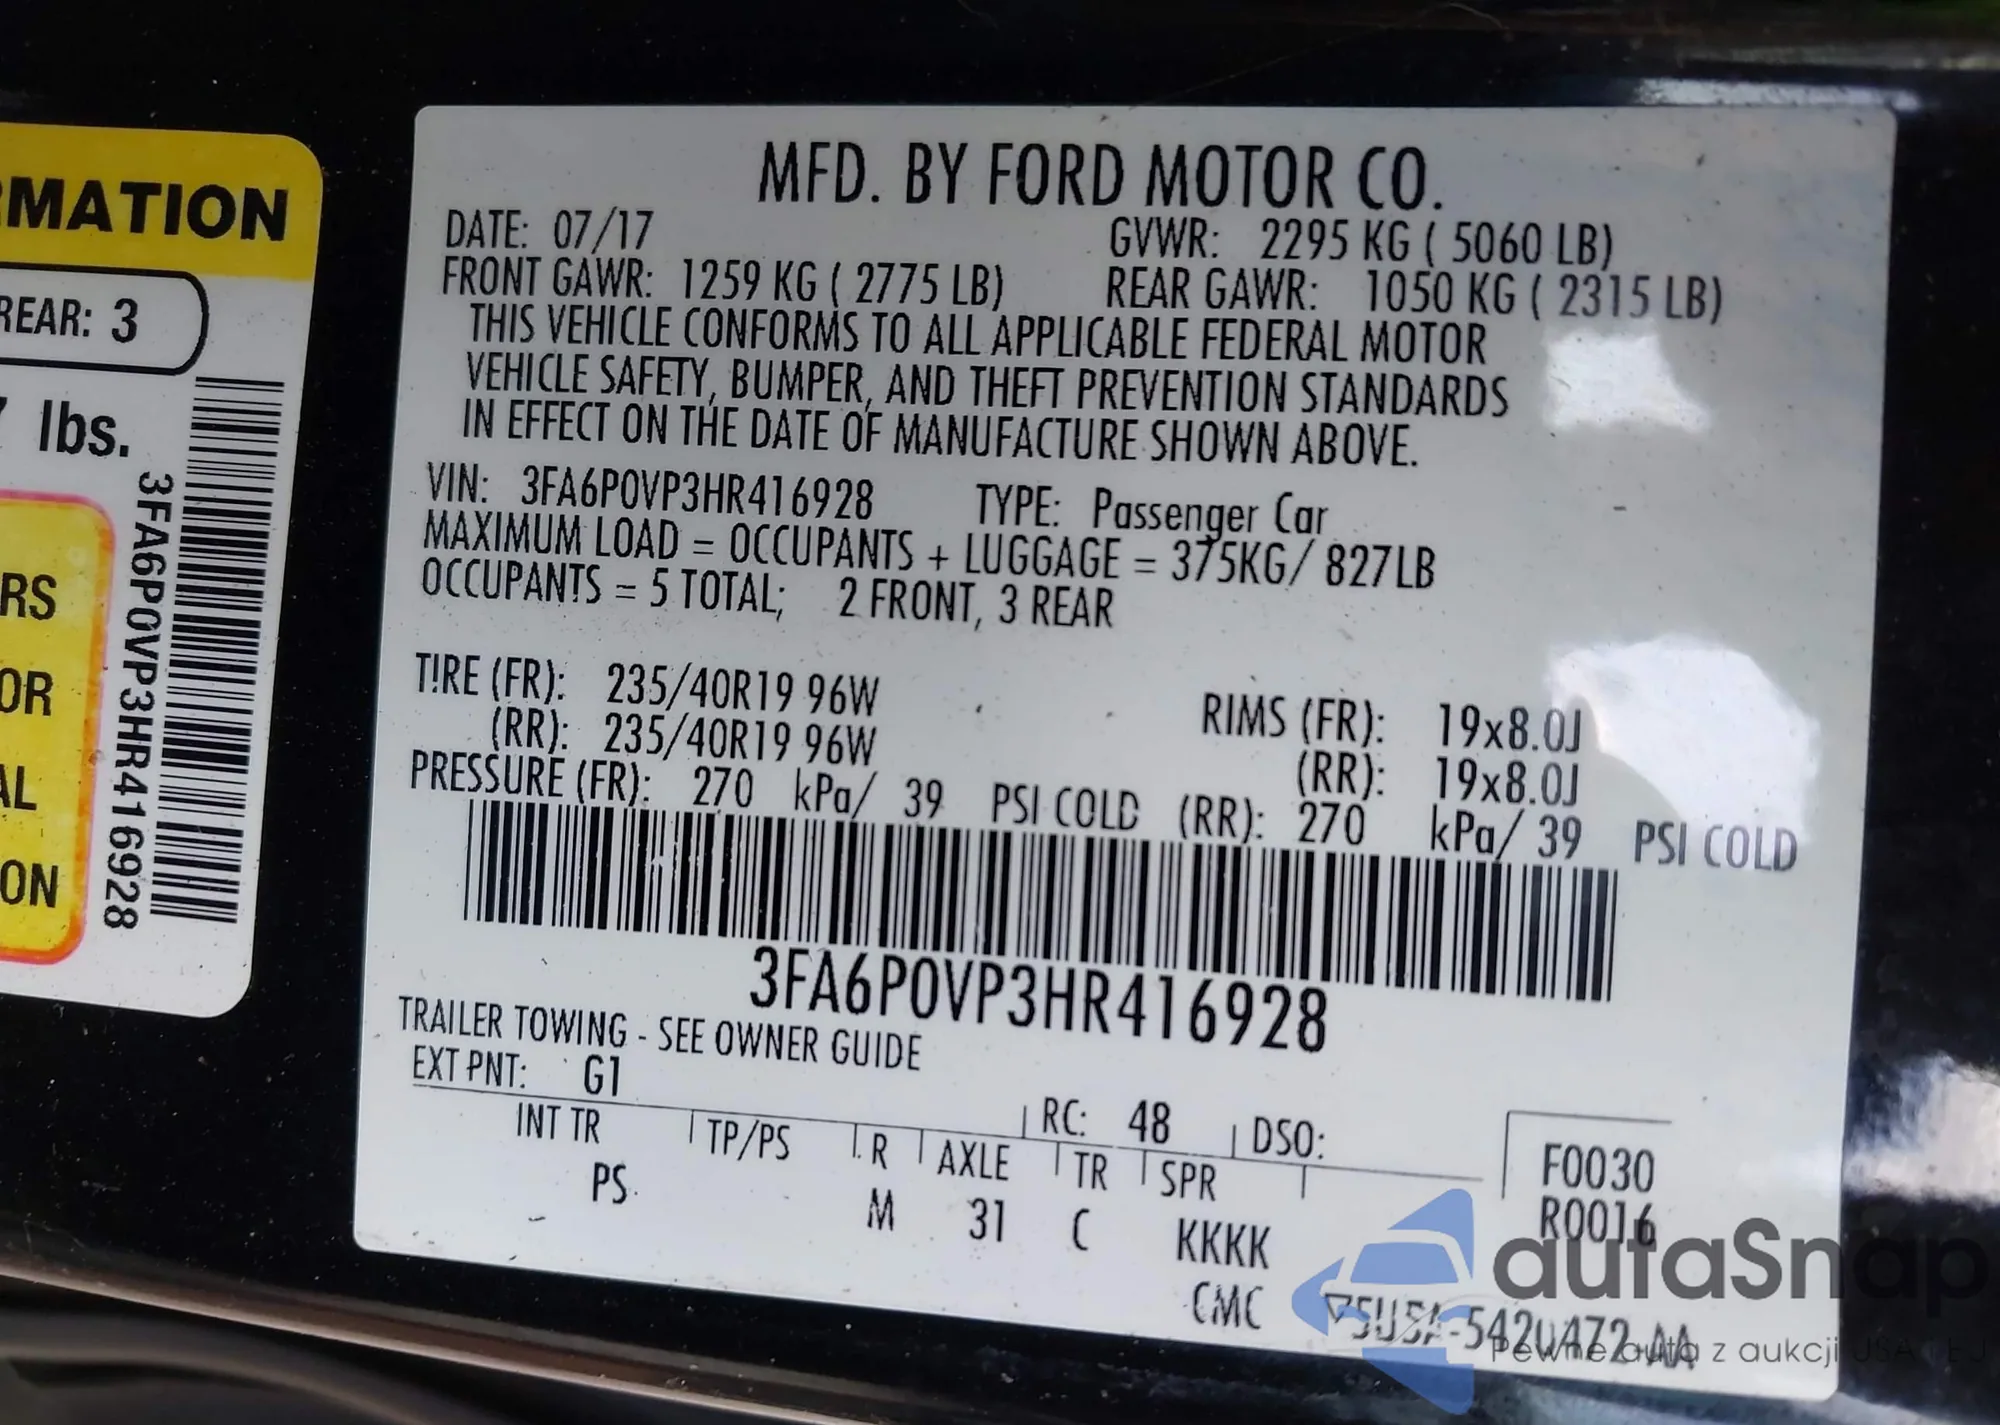 RMATION
REAR: 3
7 lbs.
3FA6P0VP3HR416928
RS
OR
AL
ON
MFD. BY FORD MOTOR CO.
DATE: 07/17 GVWR: 2295 KG ( 5060 LB)
FRONT GAWR: 1259 KG ( 2775 LB) REAR GAWR: 1050 KG ( 2315 LB)
THIS VEHICLE CONFORMS TO ALL APPLICABLE FEDERAL MOTOR
VEHICLE SAFETY, BUMPER, AND THEFT PREVENTION STANDARDS
IN EFFECT ON THE DATE OF MANUFACTURE SHOWN ABOVE.
VIN: 3FA6P0VP3HR416928 TYPE: Passenger Car
MAXIMUM LOAD = OCCUPANTS + LUGGAGE = 375KG/ 827LB
OCCUPANTS = 5 TOTAL; 2 FRONT, 3 REAR
TIRE (FR): 235/40R19 96W RIMS (FR): 19x8.0J
(RR): 235/40R19 96W (RR): 19x8.0J
PRESSURE (FR): 270 kPa/ 39 PSI COLD (RR): 270 kPa/ 39 PSI COLD
3FA6P0VP3HR416928
TRAILER TOWING - SEE OWNER GUIDE
EXT PNT: G1 RC: 48 DSO:
INT TR TP/PS R AXLE TR SPR F0030
PS M 31 C KKKK R0016
CMC
autaSnap
Pewne auta z aukcji USA i EJ